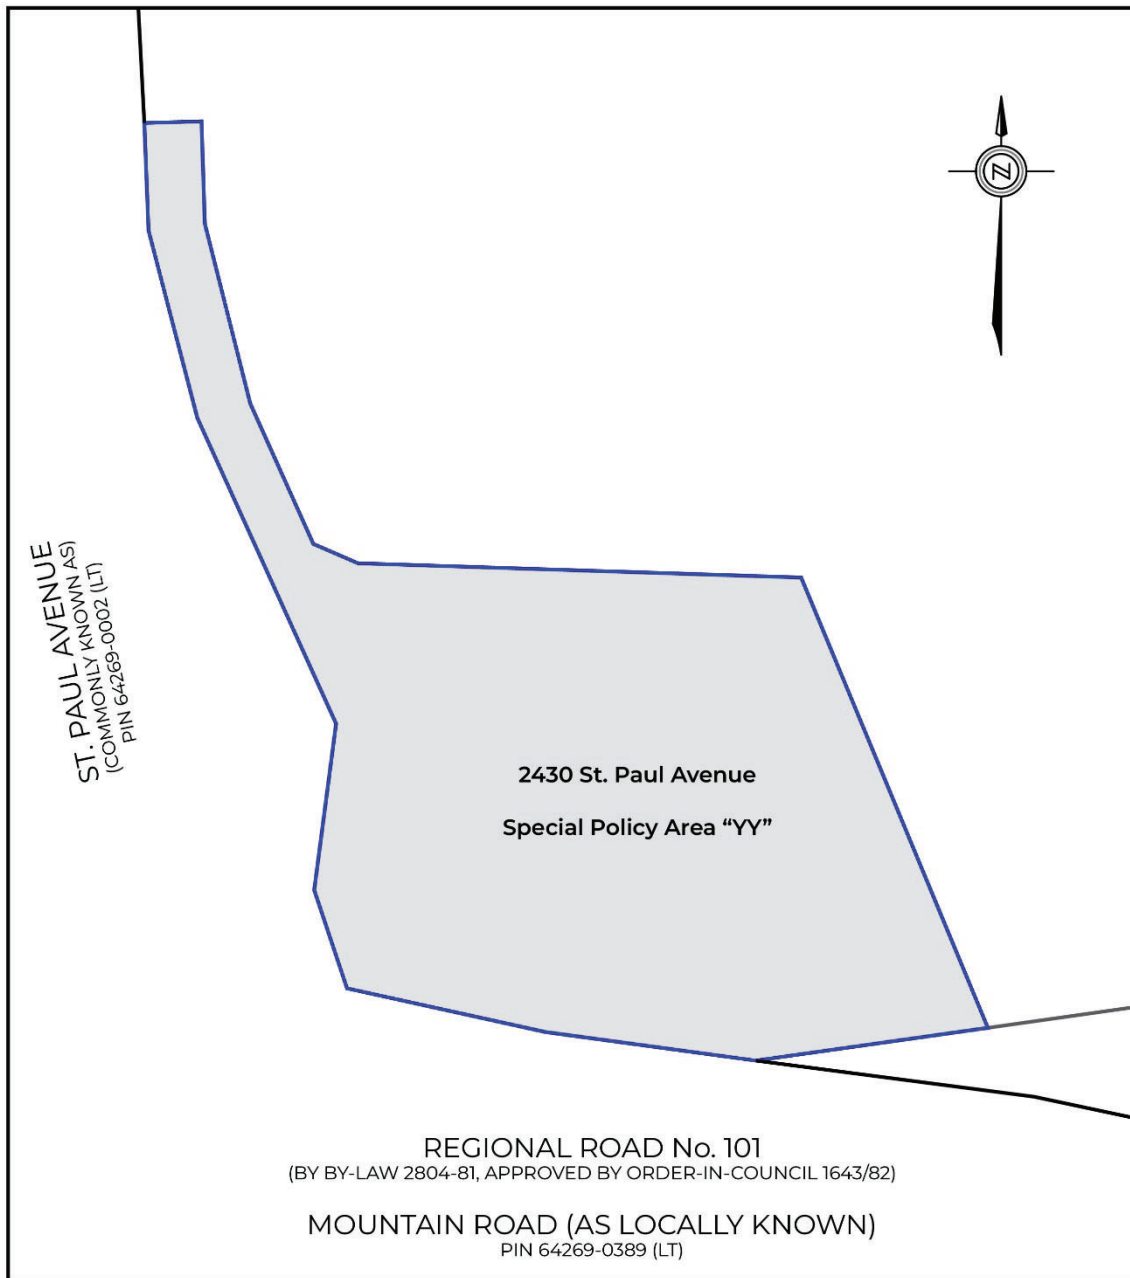 N
ST. PAUL AVENUE
(COMMONLY KNOWN AS)
PIN 64269-0002 (LT)
2430 St. Paul Avenue
Special Policy Area “YY”
REGIONAL ROAD No. 101
(BY BY-LAW 2804-81, APPROVED BY ORDER-IN-COUNCIL 1643/82)
MOUNTAIN ROAD (AS LOCALLY KNOWN)
PIN 64269-0389 (LT)